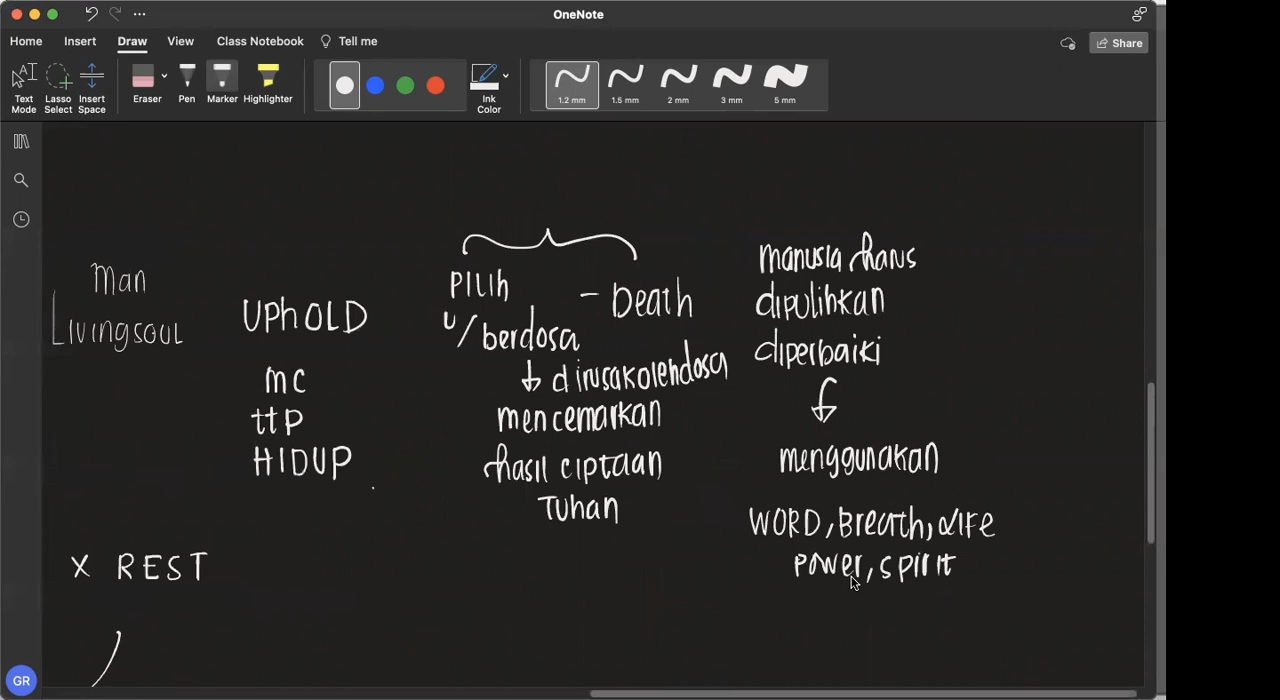 OneNote
Home Insert Draw View Class Notebook Tell me
Share
Text Mode
Lasso Select
Insert Space
Eraser
Pen
Marker
Highlighter
Ink Color
1.2 mm
1.5 mm
2 mm
3 mm
5 mm
Man
Livingsoul
UPhOLD
mc
ttp
HIDUP
X REST
PILIh
u/ berdosa
- Death
↓ dirusakolehdosa
mencemarkan
hasil ciptaan
Tuhan
manusia harus
dipulihkan
diperbaiki
menggunakan
WORD, Breath, LIFE
power, spirit
GR